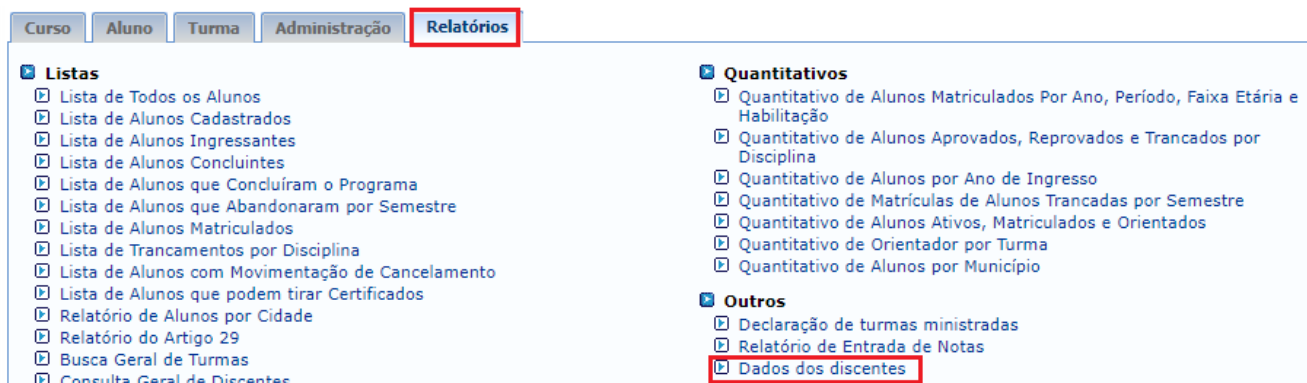 Curso Aluno Turma Administração Relatórios
Listas
Lista de Todos os Alunos
Lista de Alunos Cadastrados
Lista de Alunos Ingressantes
Lista de Alunos Concluintes
Lista de Alunos que Concluíram o Programa
Lista de Alunos que Abandonaram por Semestre
Lista de Alunos Matriculados
Lista de Trancamentos por Disciplina
Lista de Alunos com Movimentação de Cancelamento
Lista de Alunos que podem tirar Certificados
Relatório de Alunos por Cidade
Relatório do Artigo 29
Busca Geral de Turmas
Consulta Geral de Discentes
Quantitativos
Quantitativo de Alunos Matriculados Por Ano, Período, Faixa Etária e
Habilitação
Quantitativo de Alunos Aprovados, Reprovados e Trancados por
Disciplina
Quantitativo de Alunos por Ano de Ingresso
Quantitativo de Matrículas de Alunos Trancadas por Semestre
Quantitativo de Alunos Ativos, Matriculados e Orientados
Quantitativo de Orientador por Turma
Quantitativo de Alunos por Município
Outros
Declaração de turmas ministradas
Relatório de Entrada de Notas
Dados dos discentes